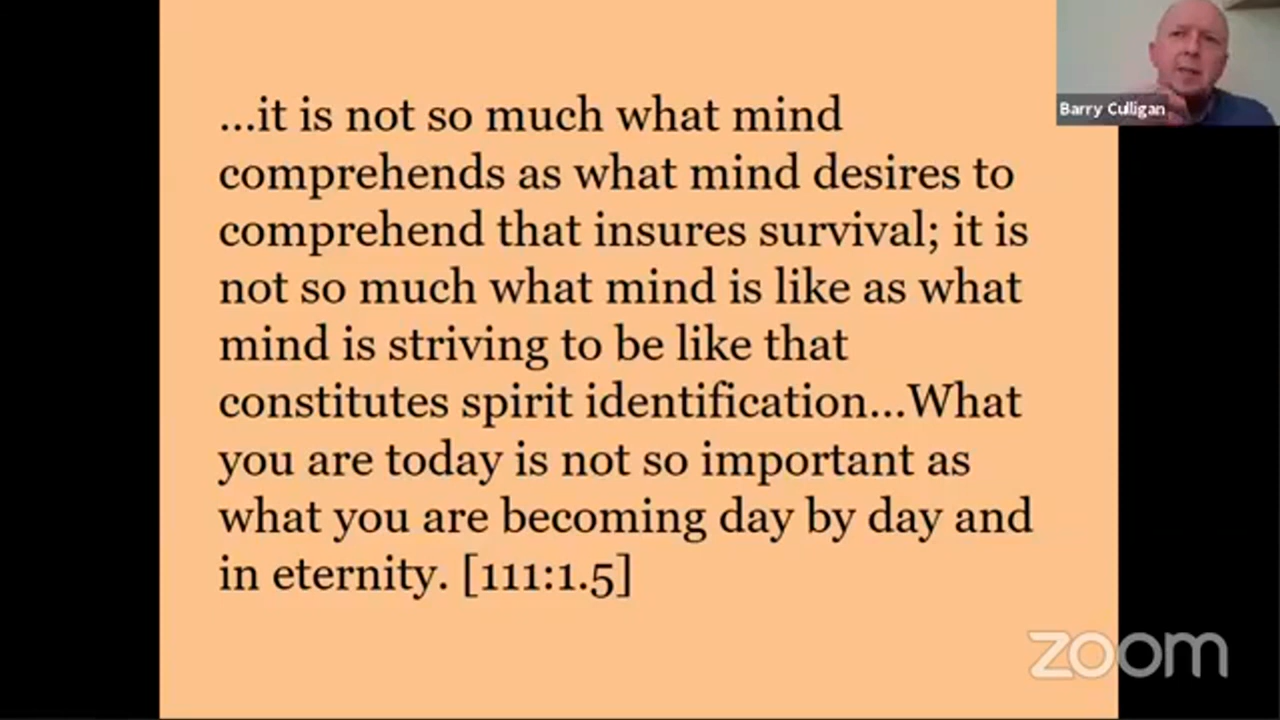 ...it is not so much what mind
comprehends as what mind desires to
comprehend that insures survival; it is
not so much what mind is like as what
mind is striving to be like that
constitutes spirit identification...What
you are today is not so important as
what you are becoming day by day and
in eternity. [111:1.5]
Barry Culligan
zoom